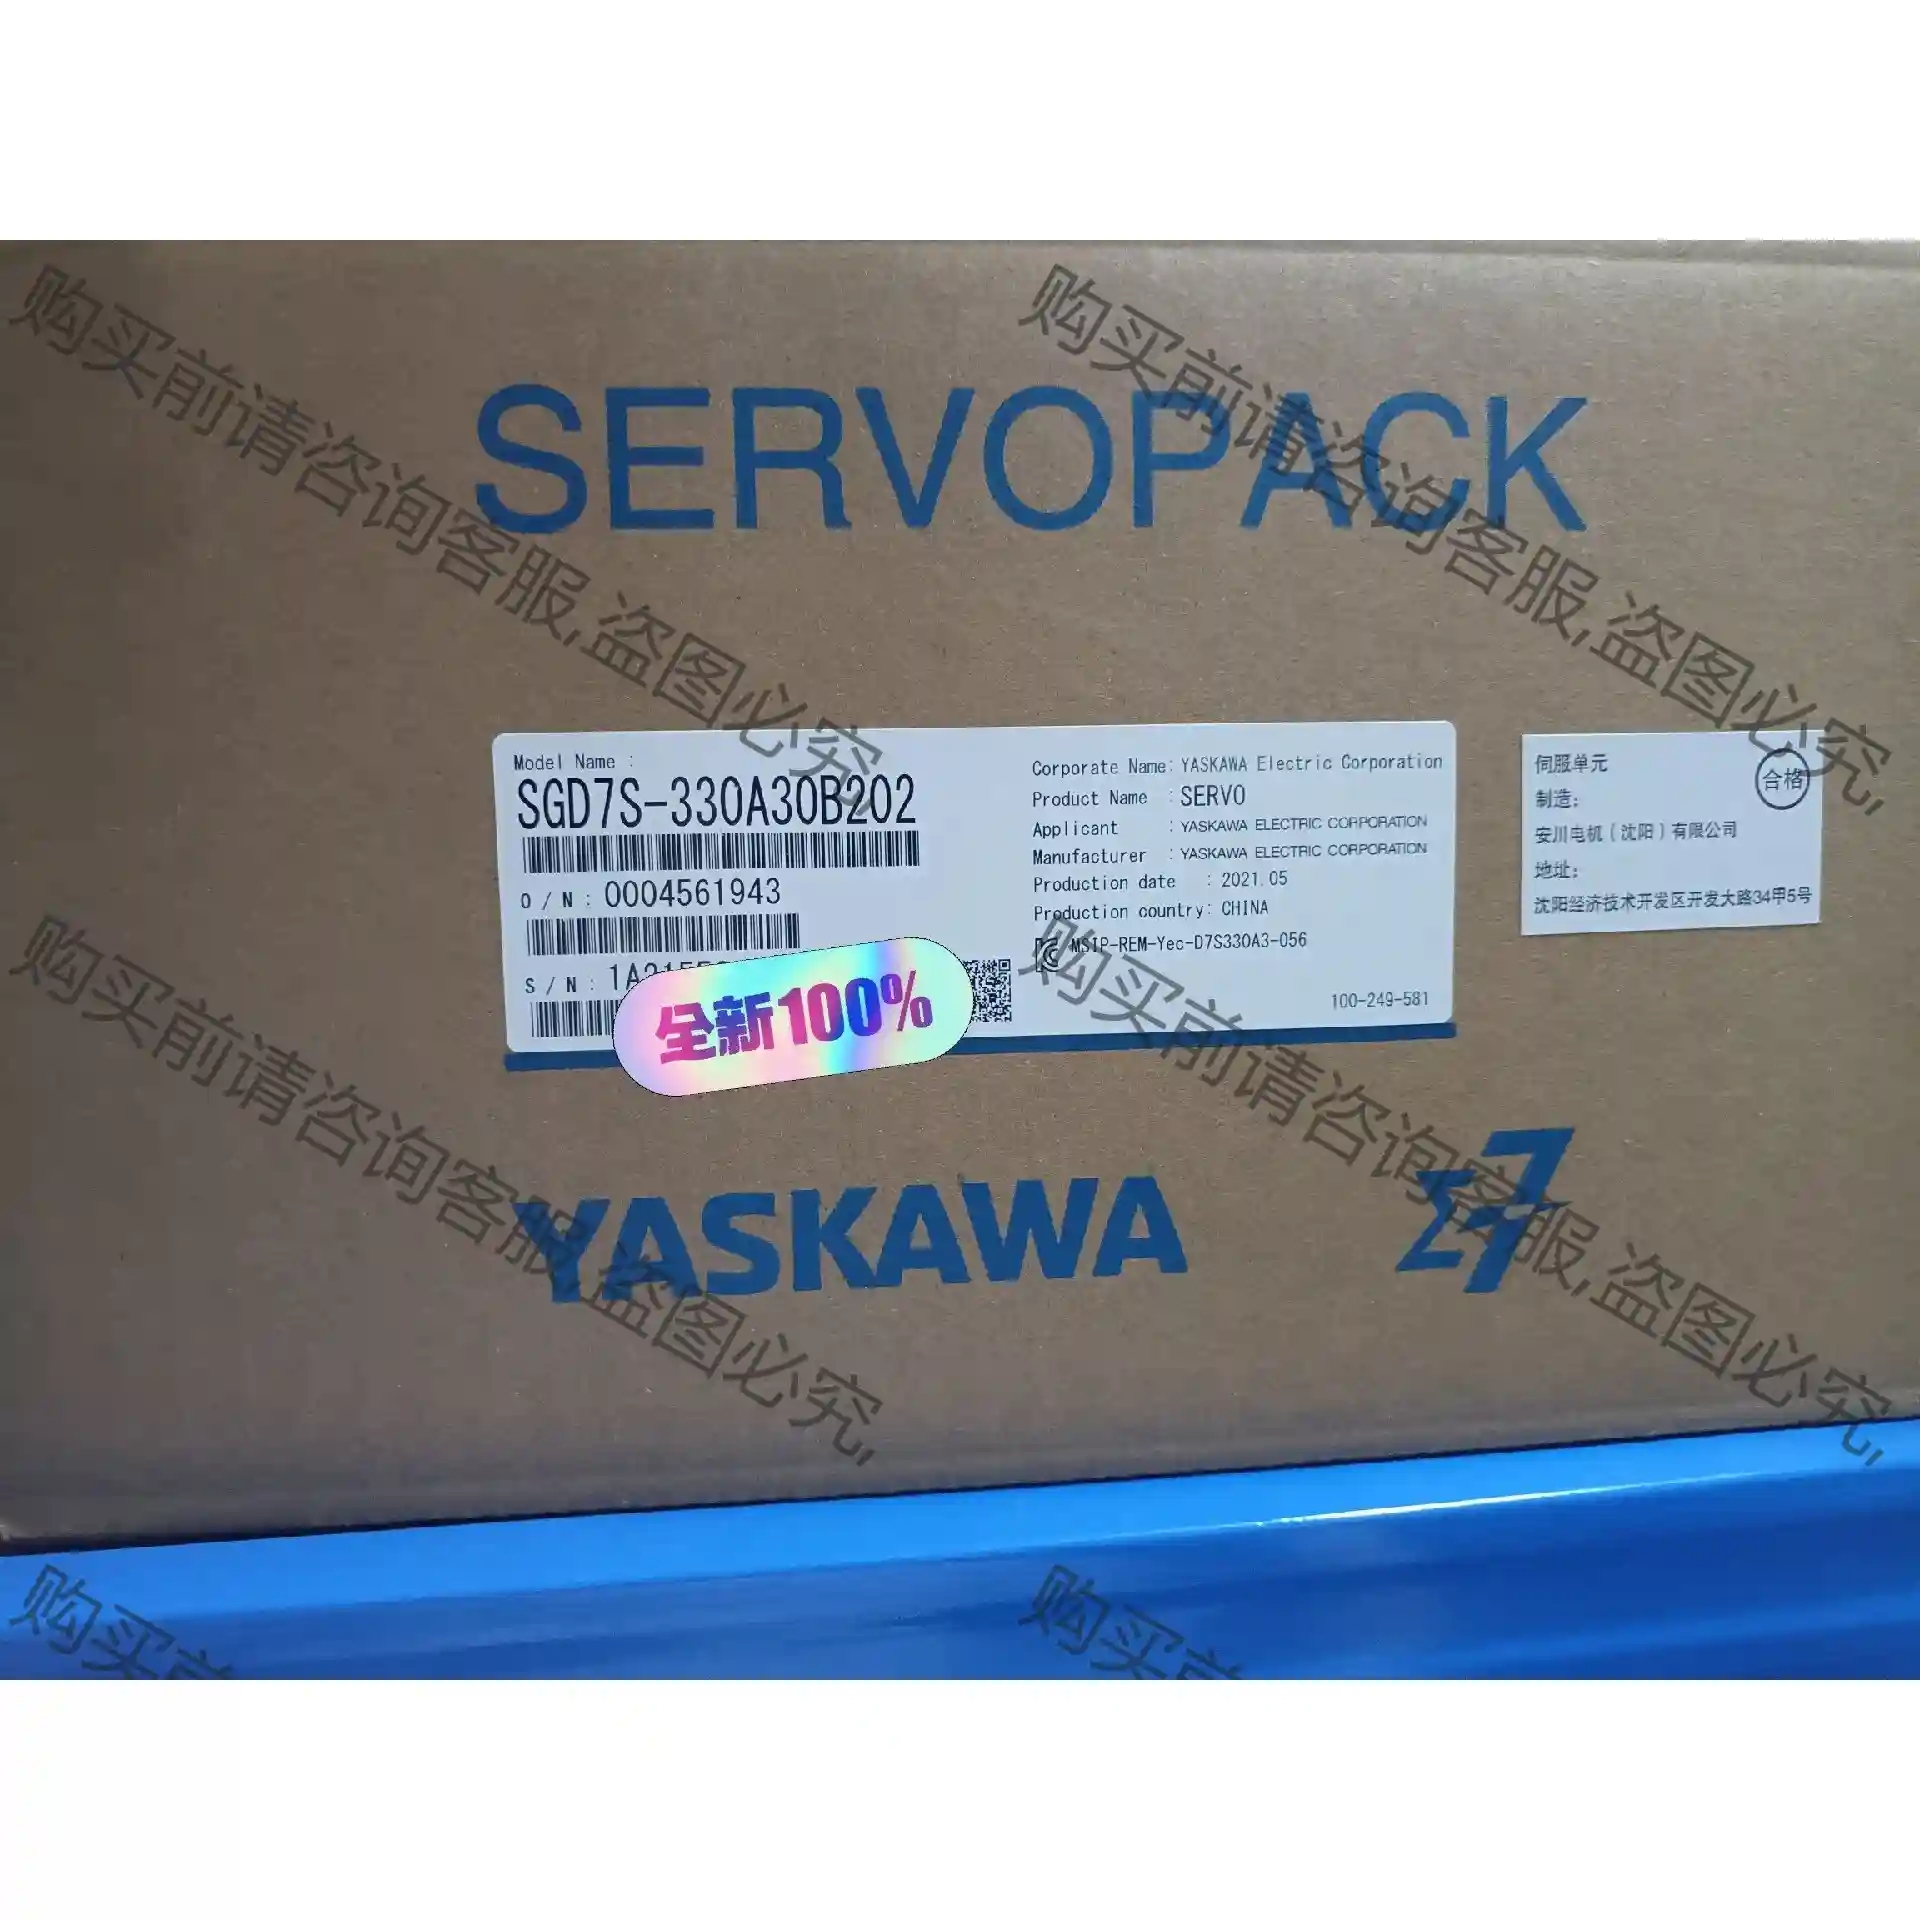 SERVOPACK
Model Name :
SGD7S-330A30B202
O / N : 0004561943
S / N :
全新100%
Corporate Name: YASKAWA Electric Corporation
Product Name : SERVO
Applicant : YASKAWA ELECTRIC CORPORATION
Manufacturer : YASKAWA ELECTRIC CORPORATION
Production date : 2021.05
Production country: CHINA
MSIP-REM-Yec-D7S330A3-056
100-249-581
伺服单元
合格
制造:
安川电机(沈阳)有限公司
地址:
沈阳经济技术开发区开发大路34甲5号
YASKAWA
Σ7
购买前请咨询客服,盗图必究,
购买前请咨询客服,盗图必究,
购买前请咨询客服,盗图必究,
购买前请咨询客服,盗图必究,
购买前
购买前